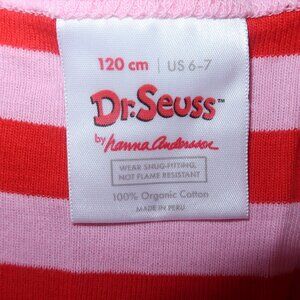 120 cm | US 6-7
Dr. Seuss™
by hanna Andersson
WEAR SNUG-FITTING,
NOT FLAME RESISTANT
100% Organic Cotton
MADE IN PERU